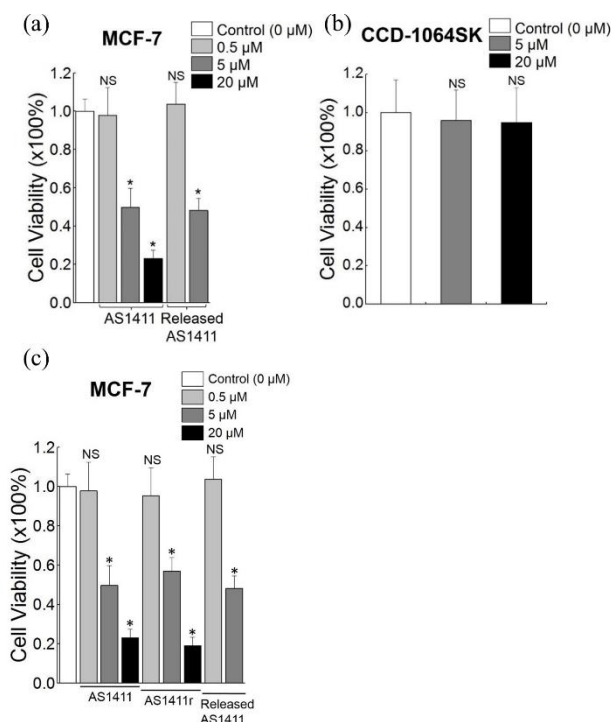 (a)
MCF-7
Control (0 µM)
0.5 µM
5 µM
20 µM
Cell Viability (x100%)
1.2
1.0
0.8
0.6
0.4
0.2
0.0
NS
*
*
NS
*
AS1411
Released
AS1411
(b)
CCD-1064SK
Control (0 µM)
5 µM
20 µM
Cell Viability (x100%)
1.2
1.0
0.8
0.6
0.4
0.2
0.0
NS
NS
(c)
MCF-7
Control (0 µM)
0.5 µM
5 µM
20 µM
Cell Viability (x100%)
1.2
1.0
0.8
0.6
0.4
0.2
0.0
NS
*
*
NS
*
*
NS
*
AS1411
AS1411r
Released
AS1411